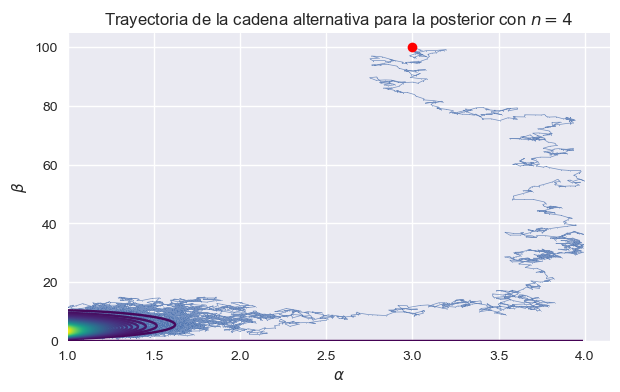 Trayectoria de la cadena alternativa para la posterior con n = 4
100
80
60
40
20
0
β
1.0 1.5 2.0 2.5 3.0 3.5 4.0
α